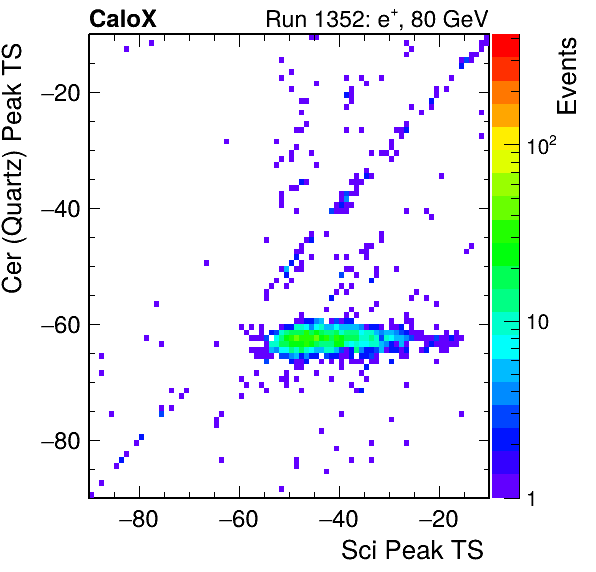 CaloX Run 1352: e⁺, 80 GeV
Cer (Quartz) Peak TS
−20
−40
−60
−80
−80 −60 −40 −20
Sci Peak TS
Events
10²
10
1